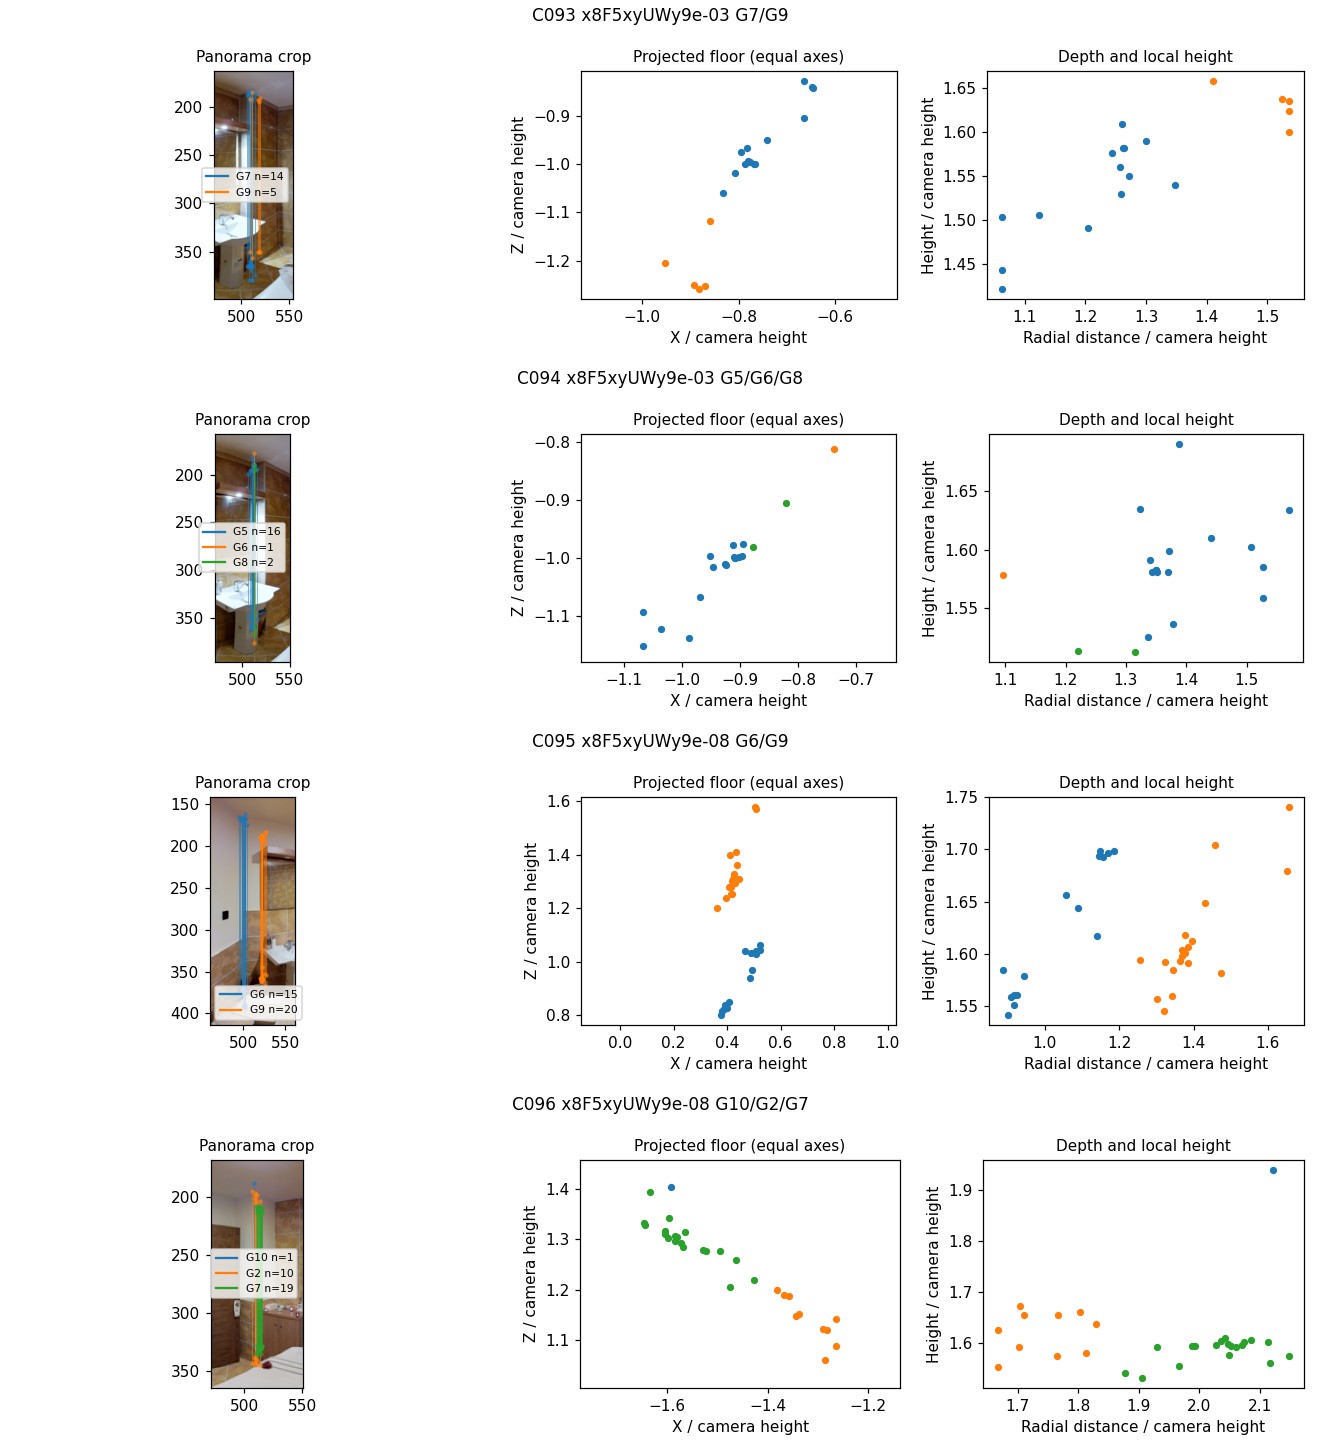 C093 x8F5xyUWy9e-03 G7/G9
Panorama crop
Projected floor (equal axes)
Depth and local height
200
250
300
350
500
550
G7 n=14
G9 n=5
−0.9
−1.0
−1.1
−1.2
Z / camera height
−1.0
−0.8
−0.6
X / camera height
1.65
1.60
1.55
1.50
1.45
Height / camera height
1.1
1.2
1.3
1.4
1.5
Radial distance / camera height
C094 x8F5xyUWy9e-03 G5/G6/G8
Panorama crop
Projected floor (equal axes)
Depth and local height
200
250
300
350
500
550
G5 n=16
G6 n=1
G8 n=2
−0.8
−0.9
−1.0
−1.1
Z / camera height
−1.1
−1.0
−0.9
−0.8
−0.7
X / camera height
1.65
1.60
1.55
Height / camera height
1.1
1.2
1.3
1.4
1.5
Radial distance / camera height
C095 x8F5xyUWy9e-08 G6/G9
Panorama crop
Projected floor (equal axes)
Depth and local height
150
200
250
300
350
400
500
550
G6 n=15
G9 n=20
1.6
1.4
1.2
1.0
0.8
Z / camera height
0.0
0.2
0.4
0.6
0.8
1.0
X / camera height
1.75
1.70
1.65
1.60
1.55
Height / camera height
1.0
1.2
1.4
1.6
Radial distance / camera height
C096 x8F5xyUWy9e-08 G10/G2/G7
Panorama crop
Projected floor (equal axes)
Depth and local height
200
250
300
350
500
550
G10 n=1
G2 n=10
G7 n=19
1.4
1.3
1.2
1.1
Z / camera height
−1.6
−1.4
−1.2
X / camera height
1.9
1.8
1.7
1.6
Height / camera height
1.7
1.8
1.9
2.0
2.1
Radial distance / camera height